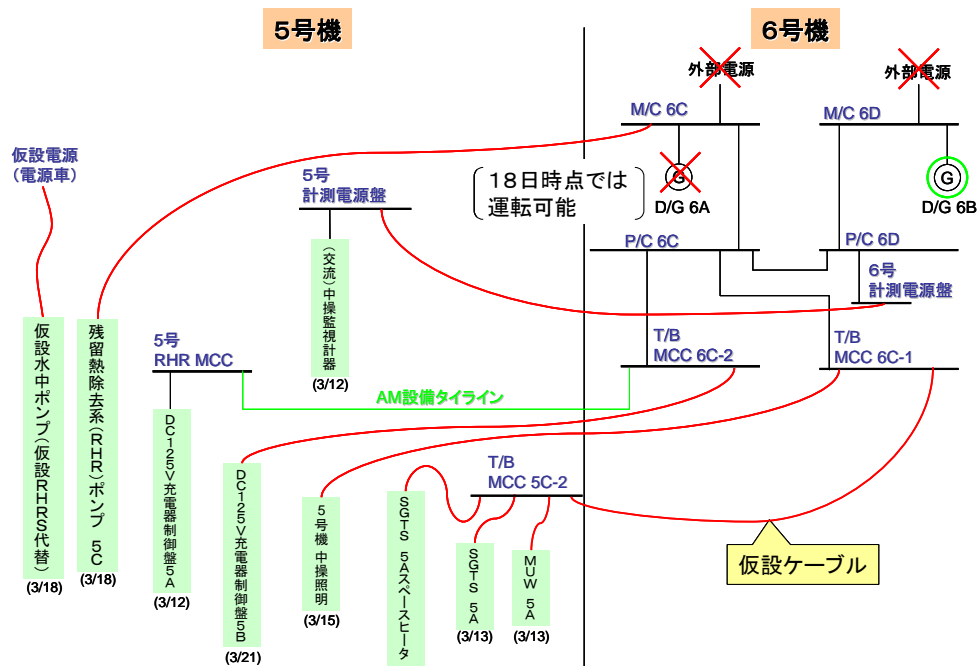 5号機
6号機
外部電源
外部電源
M/C 6C
M/C 6D
仮設電源
(電源車)
5号
計測電源盤
18日時点では
運転可能
G
D/G 6A
G
D/G 6B
P/C 6C
P/C 6D
6号
計測電源盤
(交流)中操監視計器
(3/12)
5号
RHR MCC
T/B
MCC 6C-2
T/B
MCC 6C-1
AM設備タイライン
仮設水中ポンプ(仮設RHRS代替)
(3/18)
残留熱除去系(RHR)ポンプ 5C
(3/18)
DC125V充電器制御盤5A
(3/12)
DC125V充電器制御盤5B
(3/21)
5号機 中操照明
(3/15)
SGTS 5Aスペースヒータ
T/B
MCC 5C-2
SGTS 5A
(3/13)
MUW 5A
(3/13)
仮設ケーブル